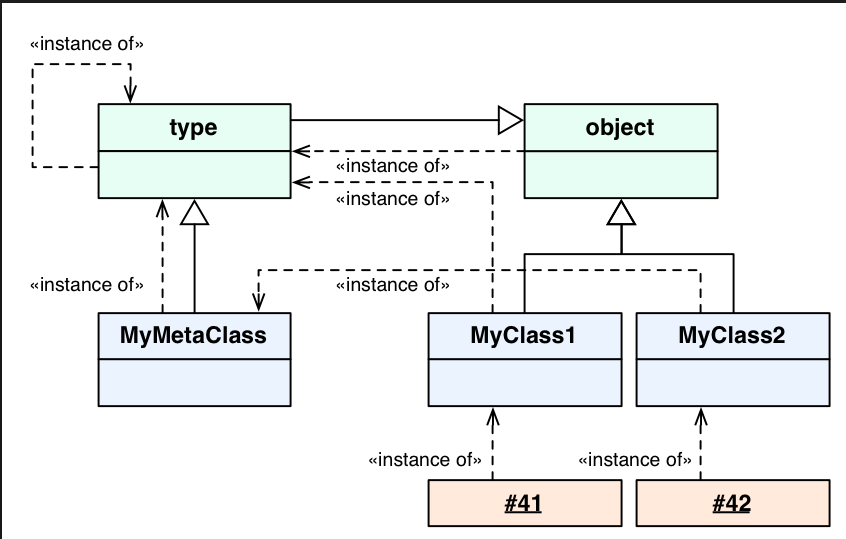 «instance of»
type
object
«instance of»
«instance of»
«instance of»
«instance of»
MyMetaClass
MyClass1
MyClass2
«instance of»
«instance of»
#41
#42